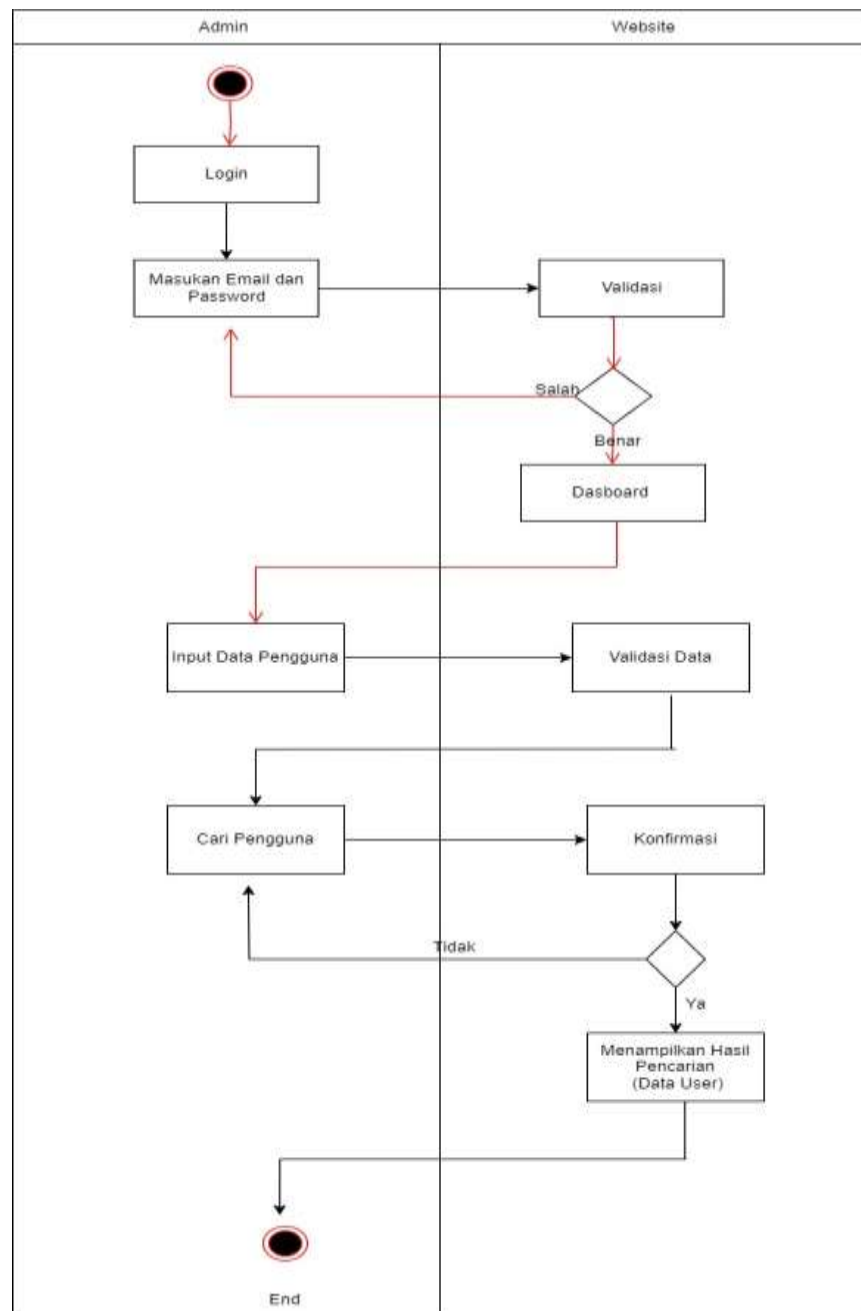 Admin
Website
Login
Masukan Email dan
Password
Validasi
Salah
Benar
Dasboard
Input Data Pengguna
Validasi Data
Cari Pengguna
Konfirmasi
Tidak
Ya
Menampilkan Hasil
Pencarian
(Data User)
End